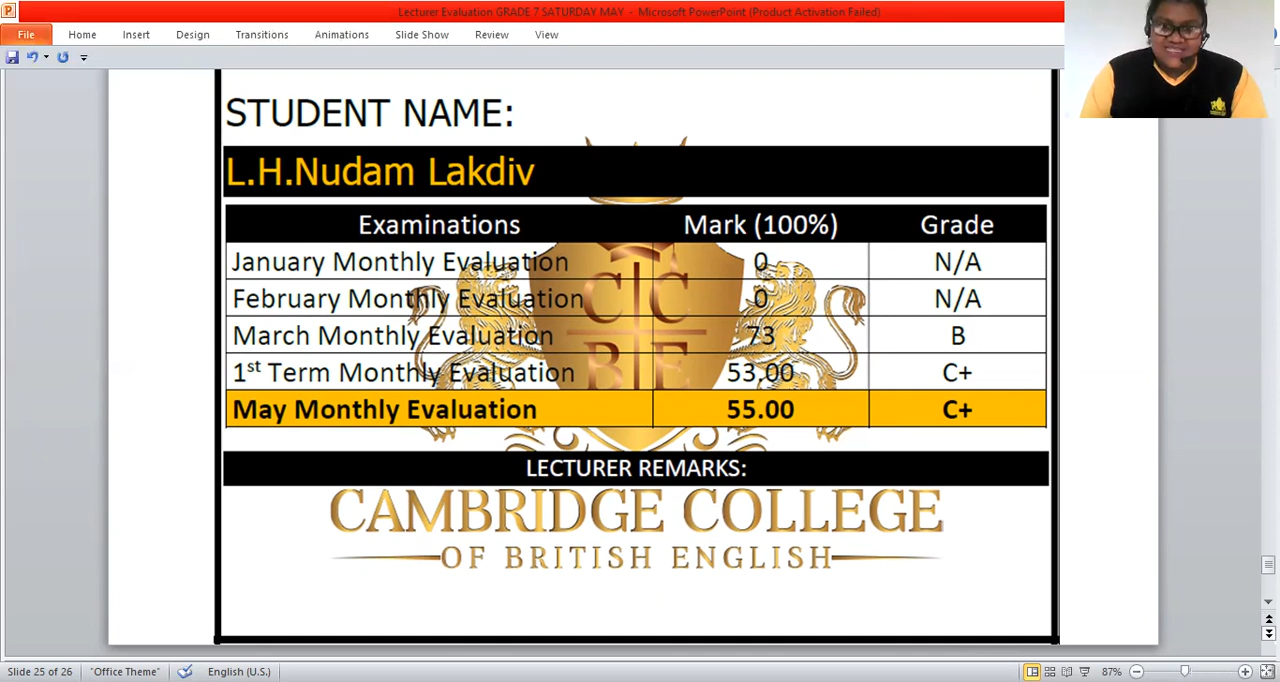 Lecturer Evaluation GRADE 7 SATURDAY MAY - Microsoft PowerPoint (Product Activation Failed)
File Home Insert Design Transitions Animations Slide Show Review View
STUDENT NAME:
L.H.Nudam Lakdiv
Examinations Mark (100%) Grade
January Monthly Evaluation 0 N/A
February Monthly Evaluation 0 N/A
March Monthly Evaluation 73 B
1st Term Monthly Evaluation 53.00 C+
May Monthly Evaluation 55.00 C+
C C
B E
LECTURER REMARKS:
CAMBRIDGE COLLEGE
OF BRITISH ENGLISH
Slide 25 of 26 "Office Theme" English (U.S.) 87%